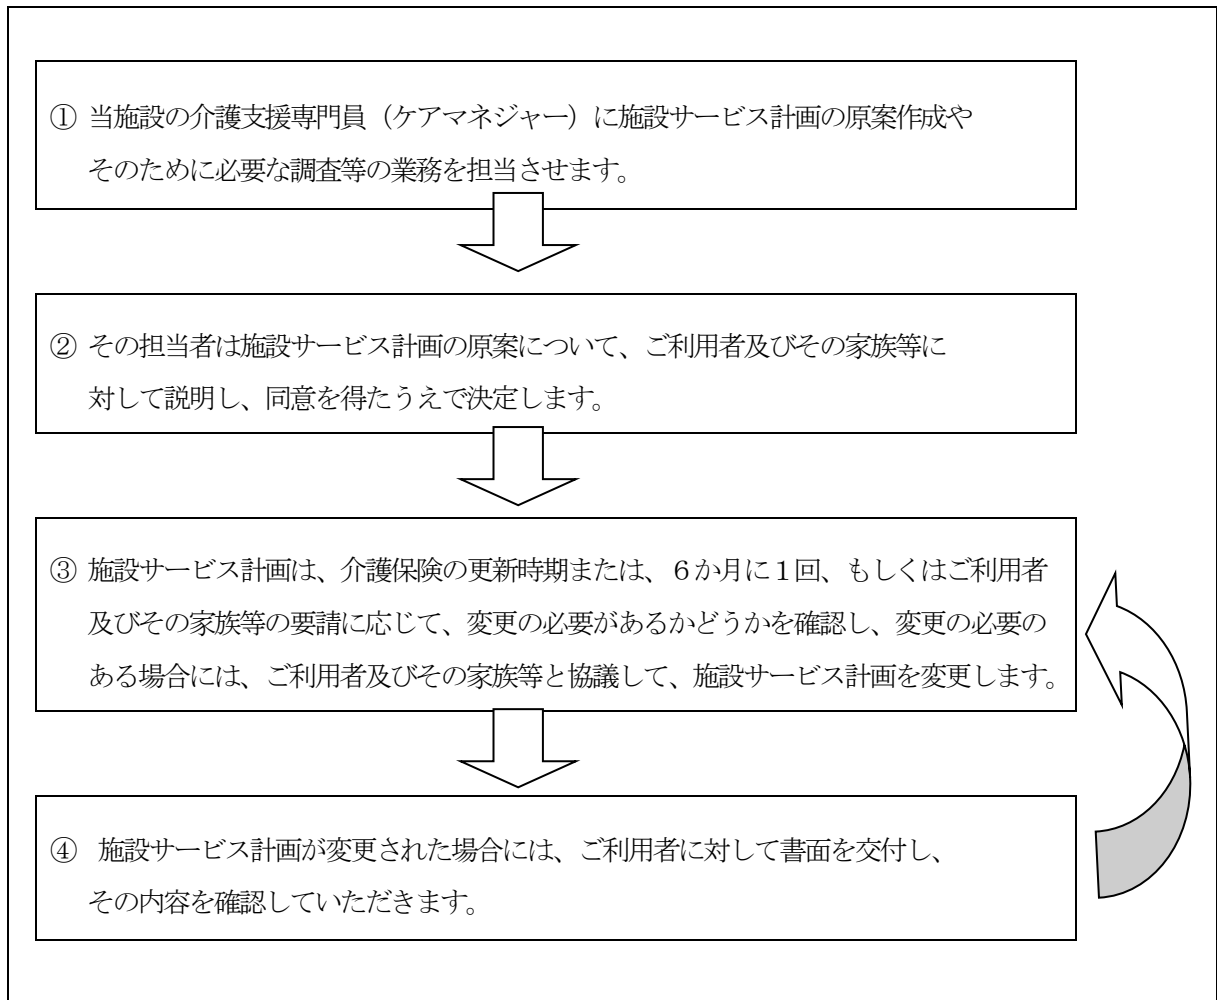 ① 当施設の介護支援専門員（ケアマネジャー）に施設サービス計画の原案作成や
そのために必要な調査等の業務を担当させます。
② その担当者は施設サービス計画の原案について、ご利用者及びその家族等に
対して説明し、同意を得たうえで決定します。
③ 施設サービス計画は、介護保険の更新時期または、６か月に１回、もしくはご利用者
及びその家族等の要請に応じて、変更の必要があるかどうかを確認し、変更の必要の
ある場合には、ご利用者及びその家族等と協議して、施設サービス計画を変更します。
④ 施設サービス計画が変更された場合には、ご利用者に対して書面を交付し、
その内容を確認していただきます。